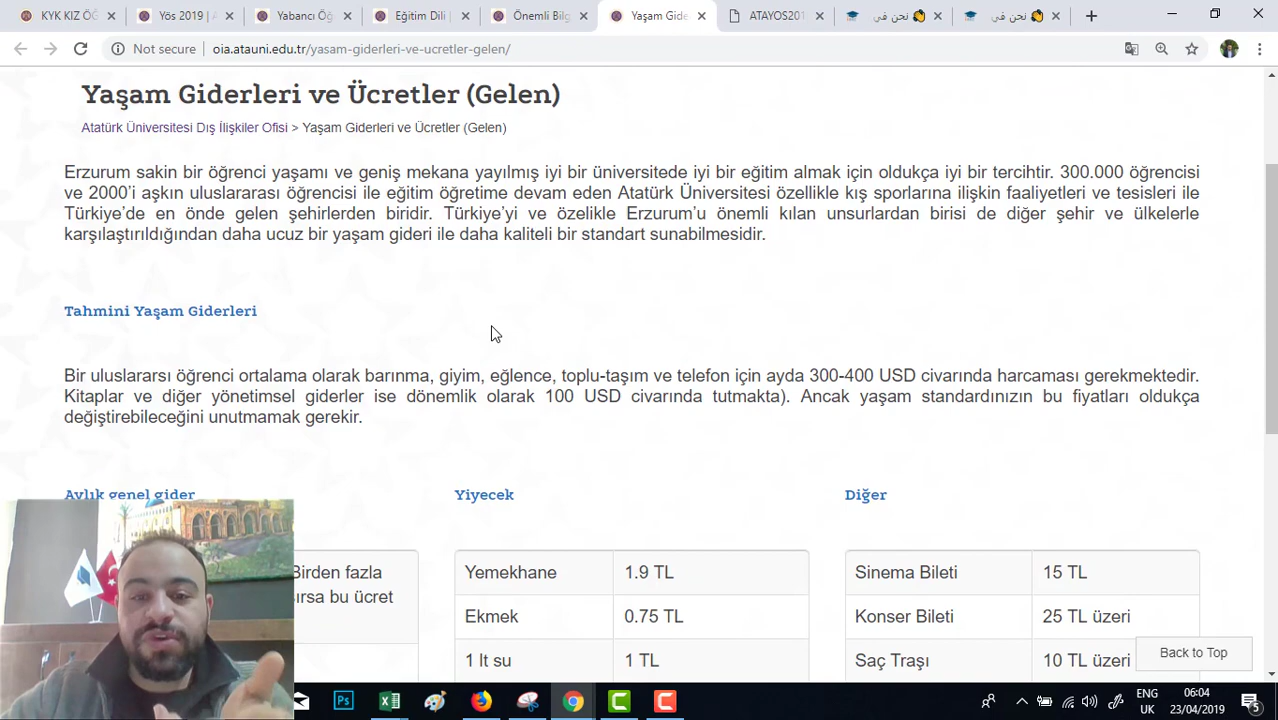 KYK KIZ ÖĞ
Yös 2019 | A
Yabancı Öğ
Eğitim Dili |
Önemli Bilg
Yaşam Gide
ATAYOS201
نحن في
نحن في
Not secure
oia.atauni.edu.tr/yasam-giderleri-ve-ucretler-gelen/
Yaşam Giderleri ve Ücretler (Gelen)
Atatürk Üniversitesi Dış İlişkiler Ofisi > Yaşam Giderleri ve Ücretler (Gelen)
Erzurum sakin bir öğrenci yaşamı ve geniş mekana yayılmış iyi bir üniversitede iyi bir eğitim almak için oldukça iyi bir tercihtir. 300.000 öğrencisi
ve 2000’i aşkın uluslararası öğrencisi ile eğitim öğretime devam eden Atatürk Üniversitesi özellikle kış sporlarına ilişkin faaliyetleri ve tesisleri ile
Türkiye’de en önde gelen şehirlerden biridir. Türkiye’yi ve özelikle Erzurum’u önemli kılan unsurlardan birisi de diğer şehir ve ülkelerle
karşılaştırıldığından daha ucuz bir yaşam gideri ile daha kaliteli bir standart sunabilmesidir.
Tahmini Yaşam Giderleri
Bir uluslararsı öğrenci ortalama olarak barınma, giyim, eğlence, toplu-taşım ve telefon için ayda 300-400 USD civarında harcaması gerekmektedir.
Kitaplar ve diğer yönetimsel giderler ise dönemlik olarak 100 USD civarında tutmakta). Ancak yaşam standardınızın bu fiyatları oldukça
değiştirebileceğini unutmamak gerekir.
Aylık genel gider
Yiyecek
Diğer
Birden fazla
ırsa bu ücret
Yemekhane 1.9 TL
Ekmek 0.75 TL
1 lt su 1 TL
Sinema Bileti 15 TL
Konser Bileti 25 TL üzeri
Saç Traşı 10 TL üzeri
Back to Top
ENG
UK
06:04
23/04/2019
5